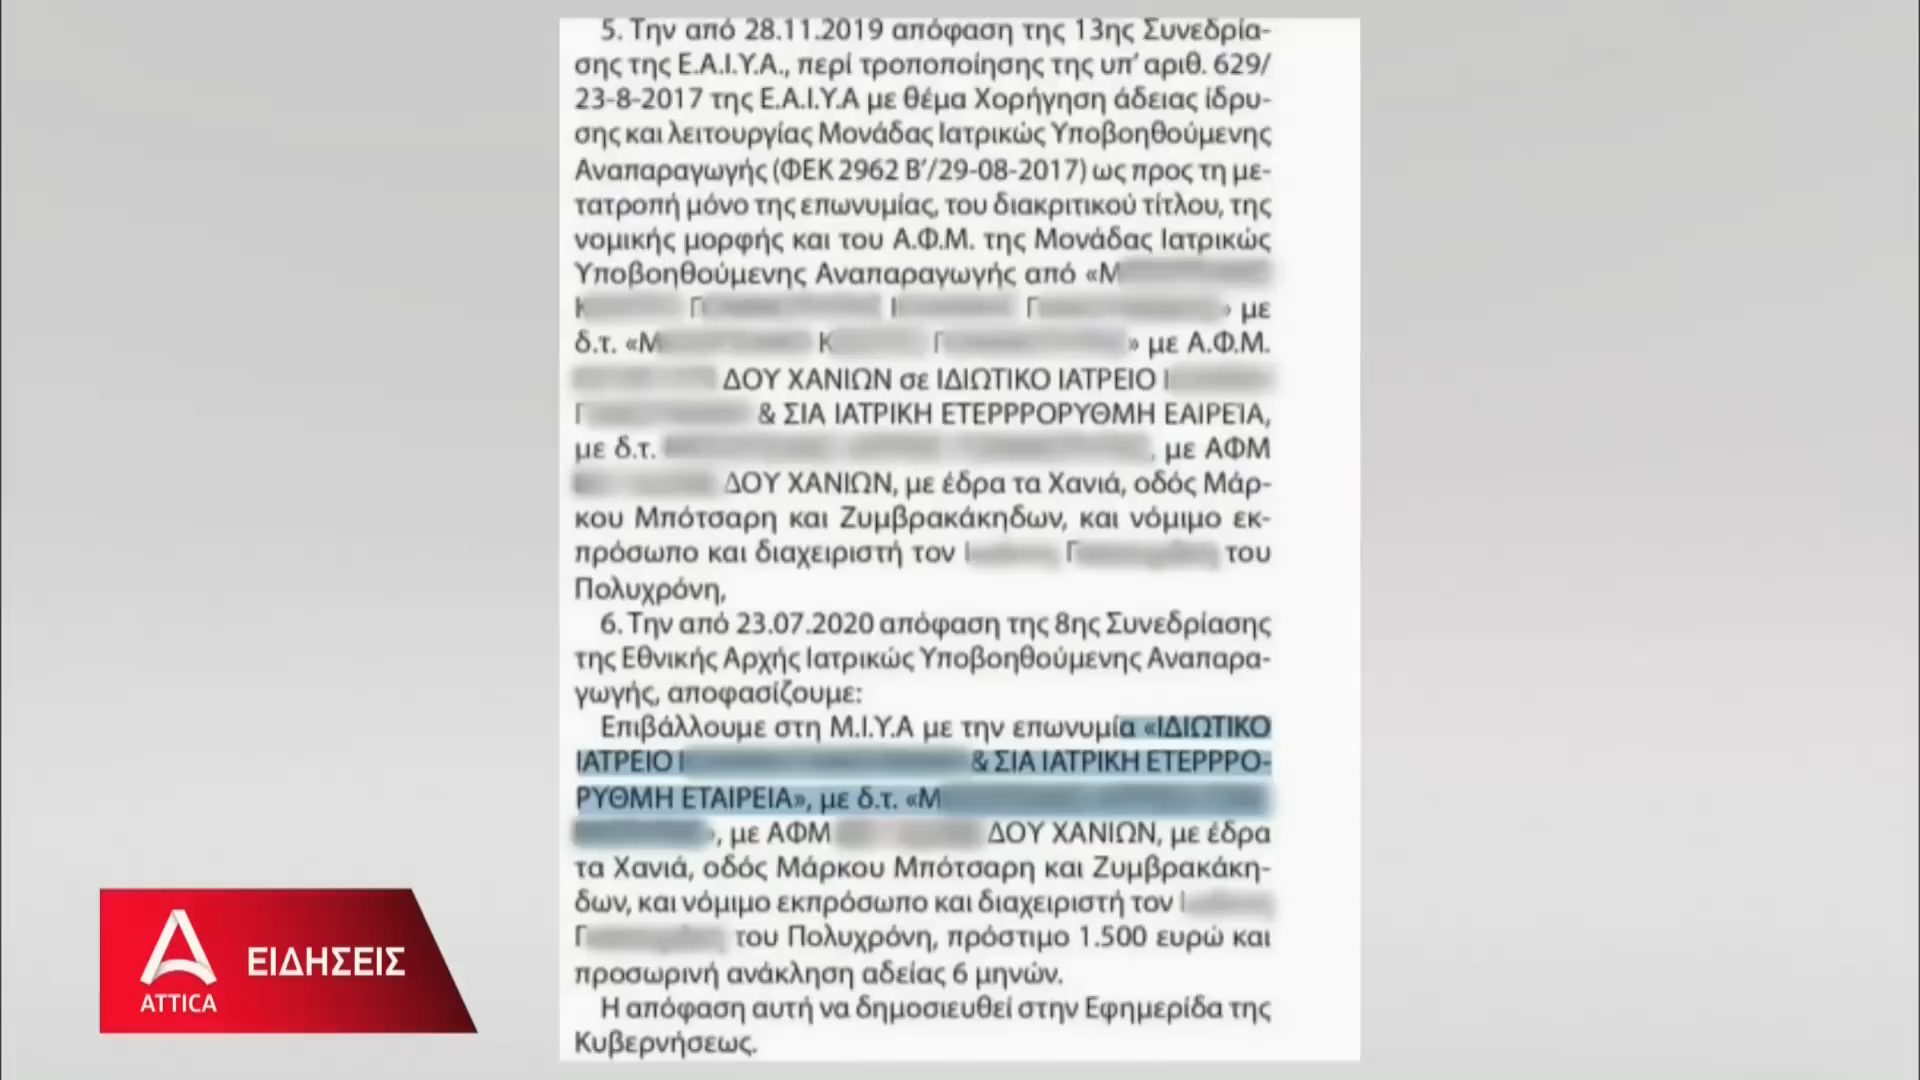 5. Την από 28.11.2019 απόφαση της 13ης Συνεδρία-
σης της Ε.Α.Ι.Υ.Α., περί τροποποίησης της υπ’ αριθ. 629/
23-8-2017 της Ε.Α.Ι.Υ.Α με θέμα Χορήγηση άδειας ίδρυ-
σης και λειτουργίας Μονάδας Ιατρικώς Υποβοηθούμενης
Αναπαραγωγής (ΦΕΚ 2962 Β’/29-08-2017) ως προς τη με-
τατροπή μόνο της επωνυμίας, του διακριτικού τίτλου, της
νομικής μορφής και του Α.Φ.Μ. της Μονάδας Ιατρικώς
Υποβοηθούμενης Αναπαραγωγής από «Μ
Κ Γ Ι Γ » με
δ.τ. «Μ Κ Γ » με Α.Φ.Μ.
ΔΟΥ ΧΑΝΙΩΝ σε ΙΔΙΩΤΙΚΟ ΙΑΤΡΕΙΟ Ι
Γ & ΣΙΑ ΙΑΤΡΙΚΗ ΕΤΕΡΡΡΟΡΥΘΜΗ ΕΑΙΡΕΊΑ,
με δ.τ. , με ΑΦΜ
ΔΟΥ ΧΑΝΙΩΝ, με έδρα τα Χανιά, οδός Μάρ-
κου Μπότσαρη και Ζυμβρακάκηδων, και νόμιμο εκ-
πρόσωπο και διαχειριστή τον Ι Γ του
Πολυχρόνη,
6. Την από 23.07.2020 απόφαση της 8ης Συνεδρίασης
της Εθνικής Αρχής Ιατρικώς Υποβοηθούμενης Αναπαρα-
γωγής, αποφασίζουμε:
Επιβάλλουμε στη Μ.Ι.Υ.Α με την επωνυμία «ΙΔΙΩΤΙΚΟ
ΙΑΤΡΕΙΟ Ι & ΣΙΑ ΙΑΤΡΙΚΗ ΕΤΕΡΡΡΟ-
ΡΥΘΜΗ ΕΤΑΙΡΕΙΑ», με δ.τ. «Μ
», με ΑΦΜ ΔΟΥ ΧΑΝΙΩΝ, με έδρα
τα Χανιά, οδός Μάρκου Μπότσαρη και Ζυμβρακάκη-
δων, και νόμιμο εκπρόσωπο και διαχειριστή τον Ι
Γ του Πολυχρόνη, πρόστιμο 1.500 ευρώ και
προσωρινή ανάκληση αδείας 6 μηνών.
Η απόφαση αυτή να δημοσιευθεί στην Εφημερίδα της
Κυβερνήσεως.
ATTICA
ΕΙΔΗΣΕΙΣ